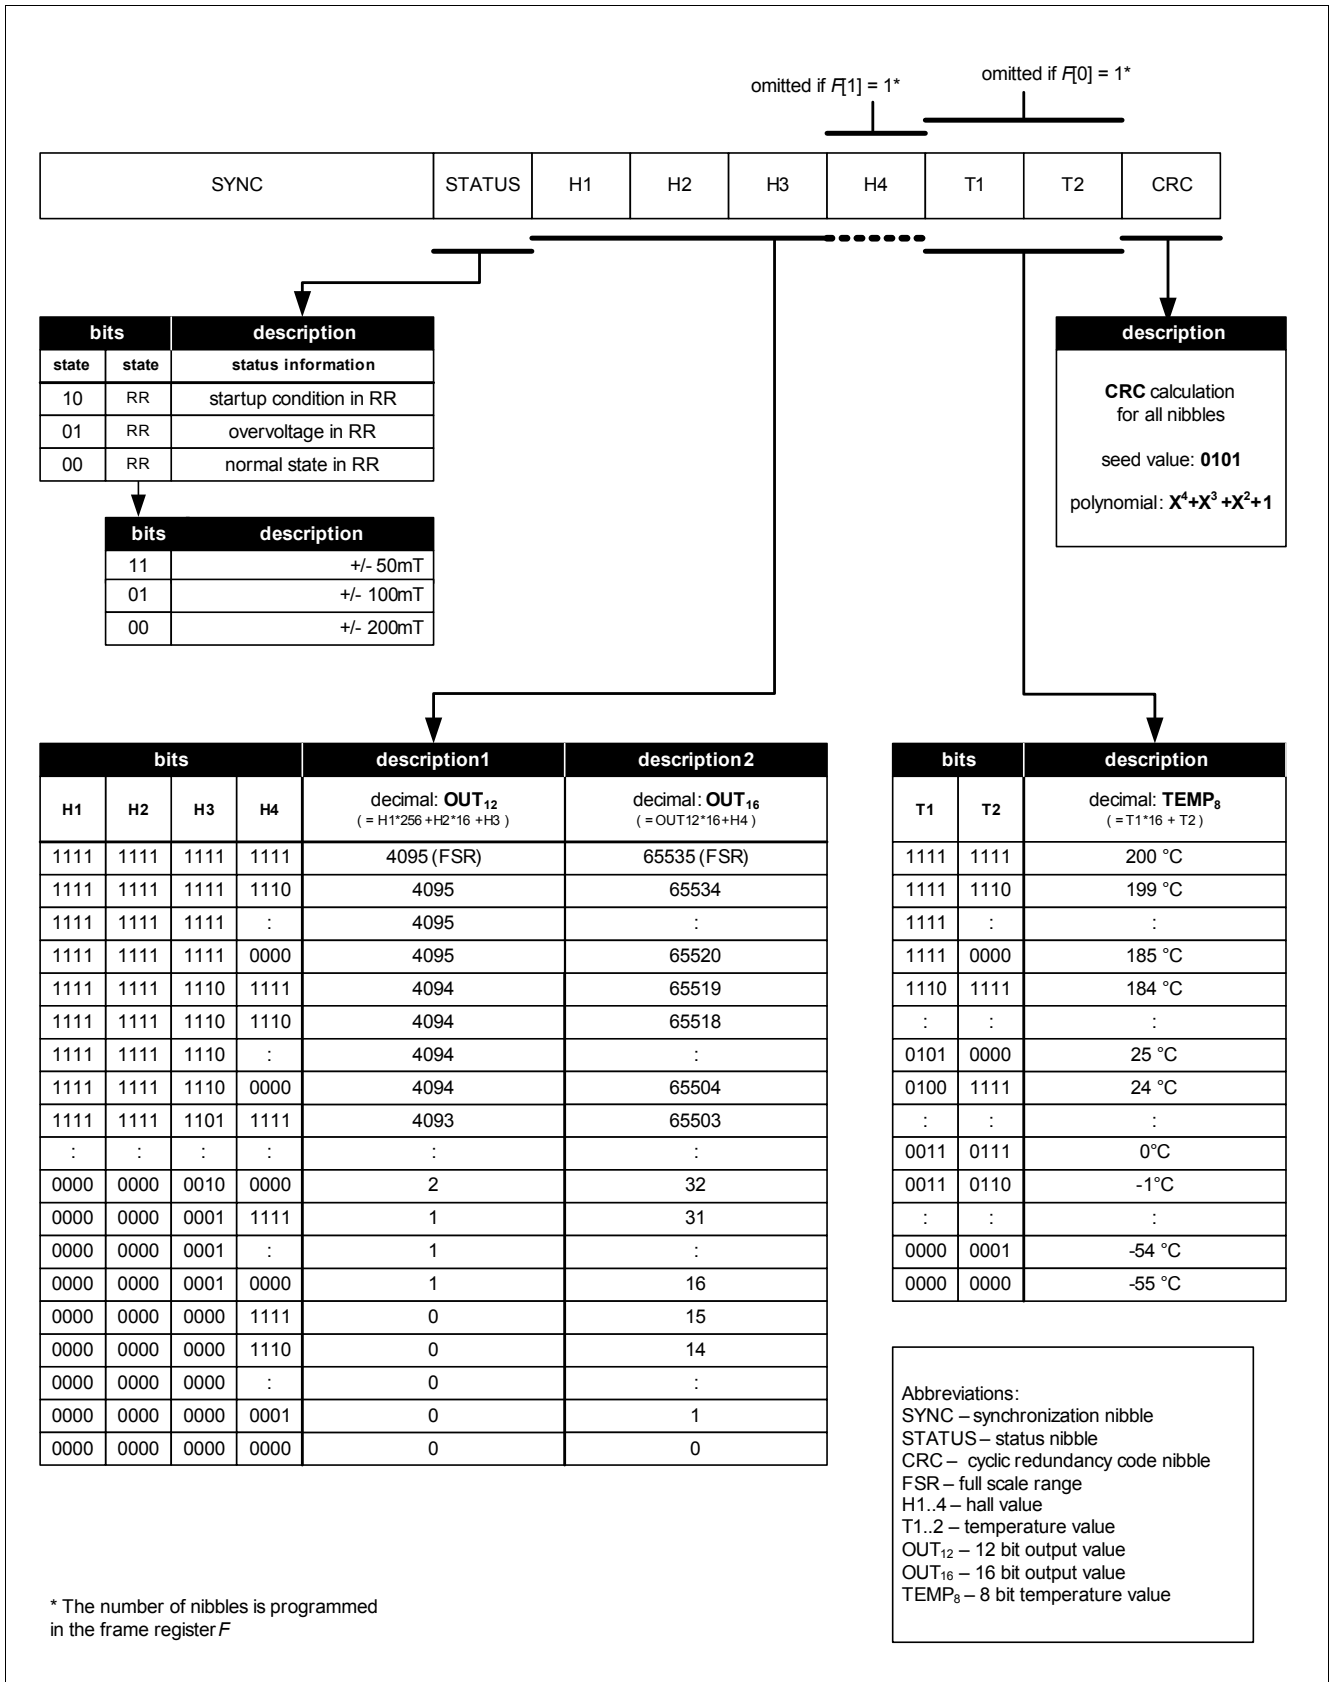 omitted if F[1] = 1*
omitted if F[0] = 1*
SYNC STATUS H1 H2 H3 H4 T1 T2 CRC
bits description
state state status information
10 RR startup condition in RR
01 RR overvoltage in RR
00 RR normal state in RR
bits description
11 +/- 50mT
01 +/- 100mT
00 +/- 200mT
description
CRC calculation
for all nibbles
seed value: 0101
polynomial: X⁴+X³+X²+1
bits description1 description2
H1 H2 H3 H4 decimal: OUT₁₂ decimal: OUT₁₆
( = H1*256 +H2*16 +H3 ) ( =OUT12*16+H4 )
1111 1111 1111 1111 4095 (FSR) 65535 (FSR)
1111 1111 1111 1110 4095 65534
1111 1111 1111 : 4095 :
1111 1111 1111 0000 4095 65520
1111 1111 1110 1111 4094 65519
1111 1111 1110 1110 4094 65518
1111 1111 1110 : 4094 :
1111 1111 1110 0000 4094 65504
1111 1111 1101 1111 4093 65503
: : : : : :
0000 0000 0010 0000 2 32
0000 0000 0001 1111 1 31
0000 0000 0001 : 1 :
0000 0000 0001 0000 1 16
0000 0000 0000 1111 0 15
0000 0000 0000 1110 0 14
0000 0000 0000 : 0 :
0000 0000 0000 0001 0 1
0000 0000 0000 0000 0 0
bits description
T1 T2 decimal: TEMP₈
( =T1*16 + T2 )
1111 1111 200 °C
1111 1110 199 °C
1111 : :
1111 0000 185 °C
1110 1111 184 °C
: : :
0101 0000 25 °C
0100 1111 24 °C
: : :
0011 0111 0°C
0011 0110 -1°C
: : :
0000 0001 -54 °C
0000 0000 -55 °C
Abbreviations:
SYNC – synchronization nibble
STATUS – status nibble
CRC – cyclic redundancy code nibble
FSR – full scale range
H1..4 – hall value
T1..2 – temperature value
OUT₁₂ – 12 bit output value
OUT₁₆ – 16 bit output value
TEMP₈ – 8 bit temperature value
* The number of nibbles is programmed
in the frame register F